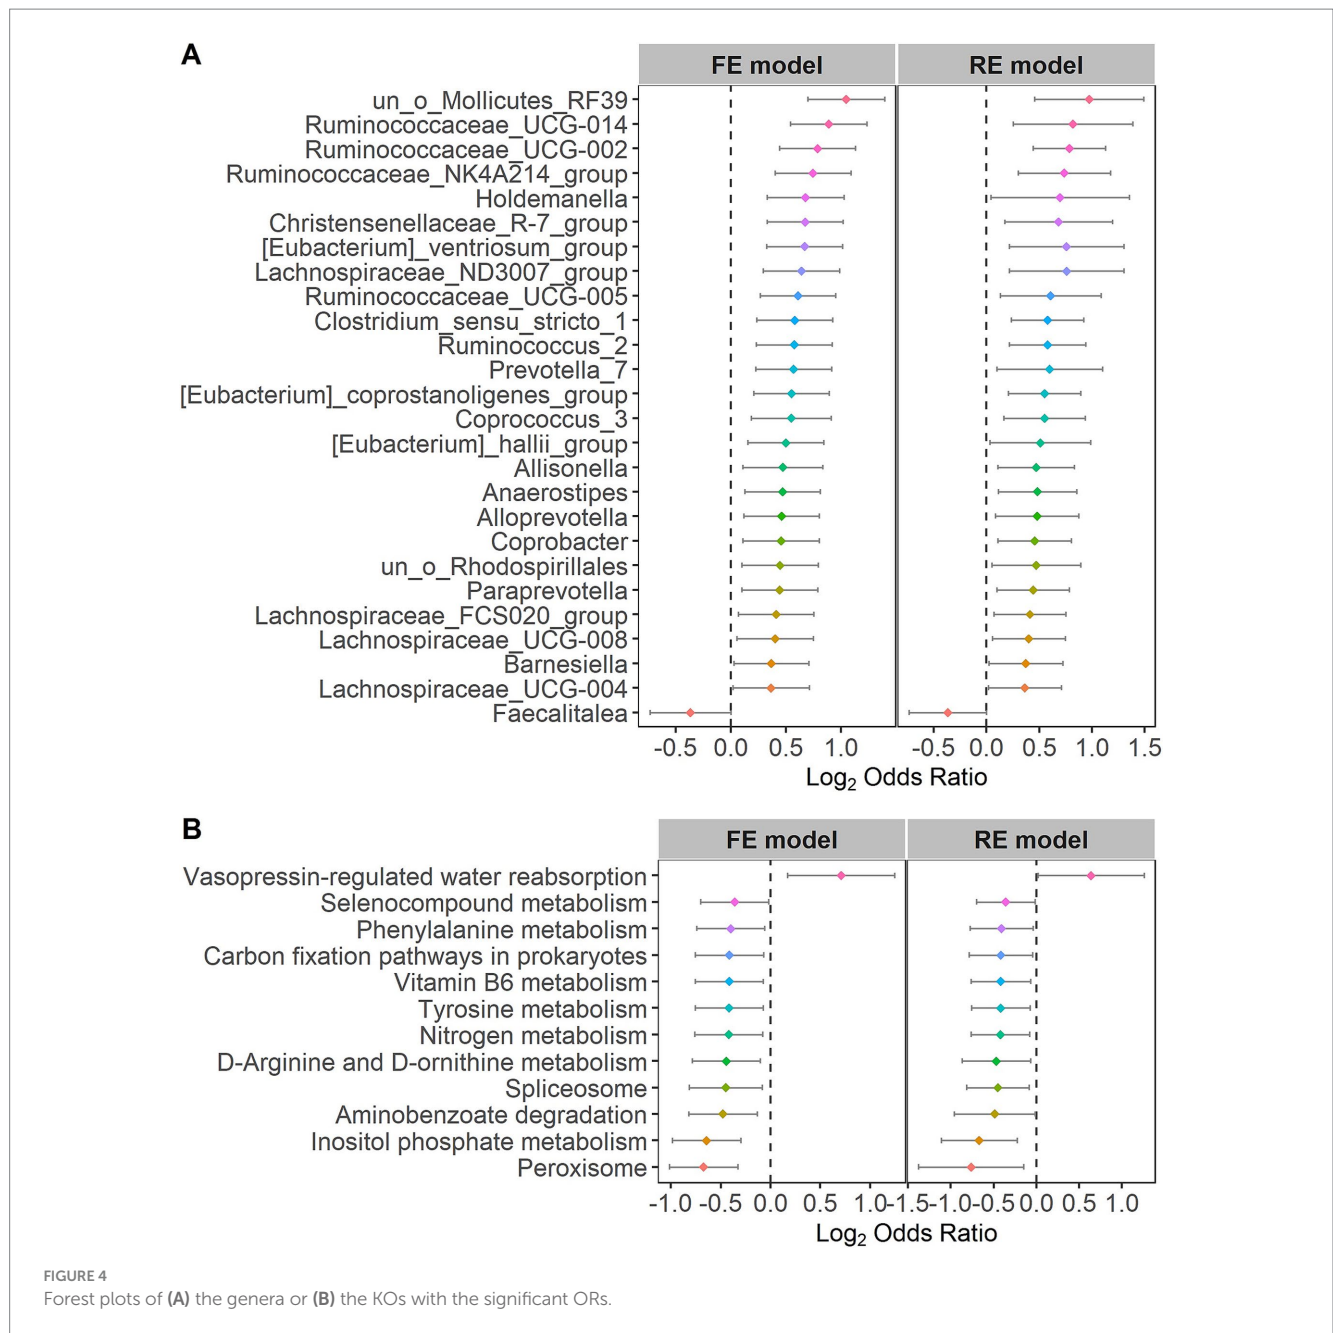 A
FE model
RE model
un_o_Mollicutes_RF39
Ruminococcaceae_UCG-014
Ruminococcaceae_UCG-002
Ruminococcaceae_NK4A214_group
Holdemanella
Christensenellaceae_R-7_group
[Eubacterium]_ventriosum_group
Lachnospiraceae_ND3007_group
Ruminococcaceae_UCG-005
Clostridium_sensu_stricto_1
Ruminococcus_2
Prevotella_7
[Eubacterium]_coprostanoligenes_group
Coprococcus_3
[Eubacterium]_hallii_group
Allisonella
Anaerostipes
Alloprevotella
Coprobacter
un_o_Rhodospirillales
Paraprevotella
Lachnospiraceae_FCS020_group
Lachnospiraceae_UCG-008
Barnesiella
Lachnospiraceae_UCG-004
Faecalitalea
-0.5 0.0 0.5 1.0 -0.5 0.0 0.5 1.0 1.5
Log2 Odds Ratio
B
FE model
RE model
Vasopressin-regulated water reabsorption
Selenocompound metabolism
Phenylalanine metabolism
Carbon fixation pathways in prokaryotes
Vitamin B6 metabolism
Tyrosine metabolism
Nitrogen metabolism
D-Arginine and D-ornithine metabolism
Spliceosome
Aminobenzoate degradation
Inositol phosphate metabolism
Peroxisome
-1.0 -0.5 0.0 0.5 1.0 -1.5 -1.0 -0.5 0.0 0.5 1.0
Log2 Odds Ratio
FIGURE 4
Forest plots of (A) the genera or (B) the KOs with the significant ORs.